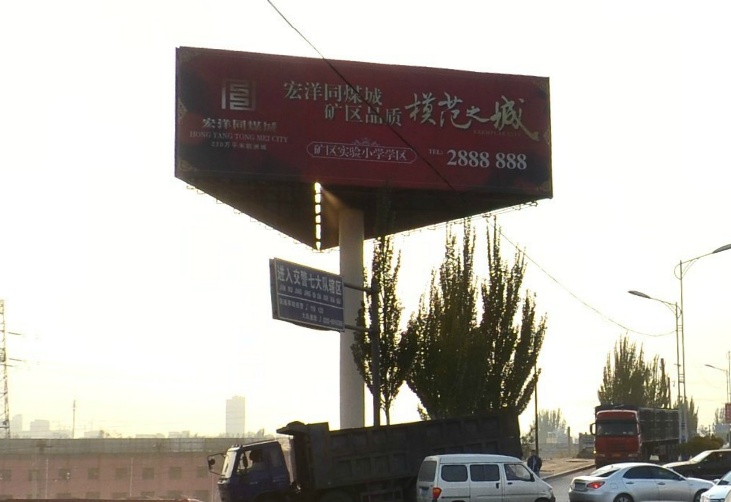 宏洋同煤城
HONG YANG TONG MEI CITY
宏洋同煤城
矿区品质
模范之城
矿区实验小学学区
TEL: 2888 888
进入交警七大队辖区